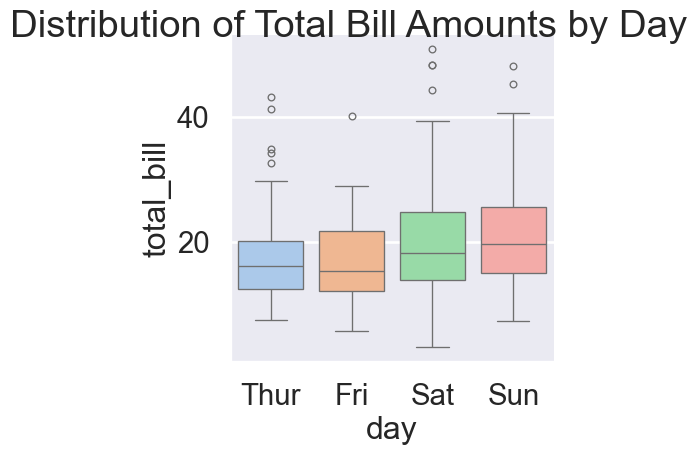 Distribution of Total Bill Amounts by Day
total_bill
40
20
Thur Fri Sat Sun
day